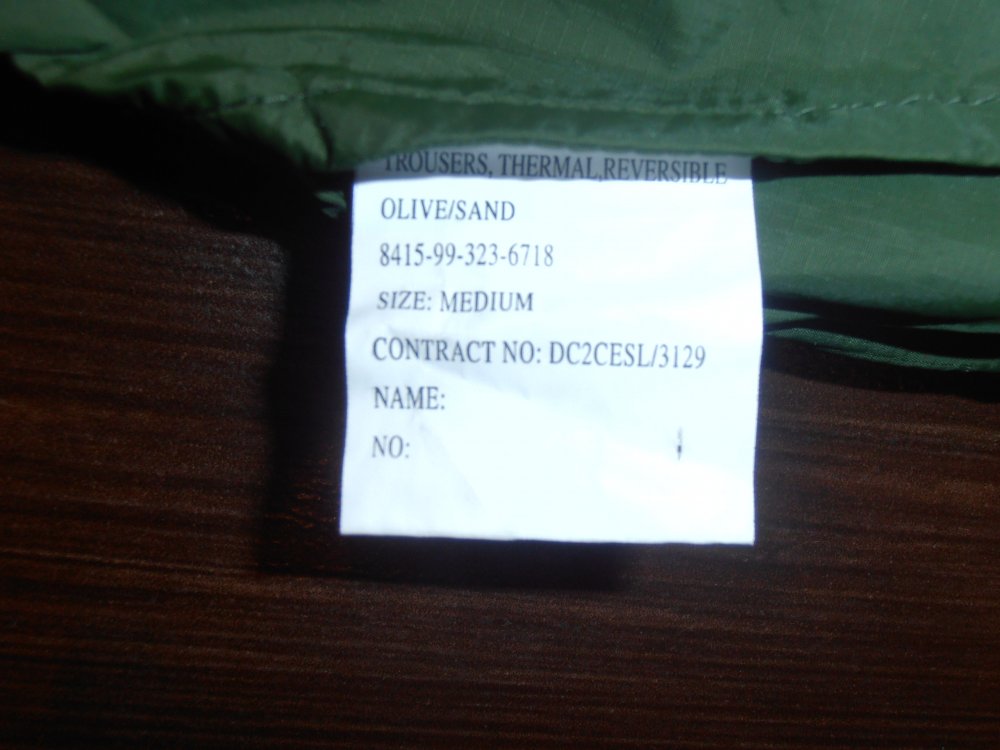 TROUSERS, THERMAL,REVERSIBLE
OLIVE/SAND
8415-99-323-6718
SIZE: MEDIUM
CONTRACT NO: DC2CESL/3129
NAME:
NO: